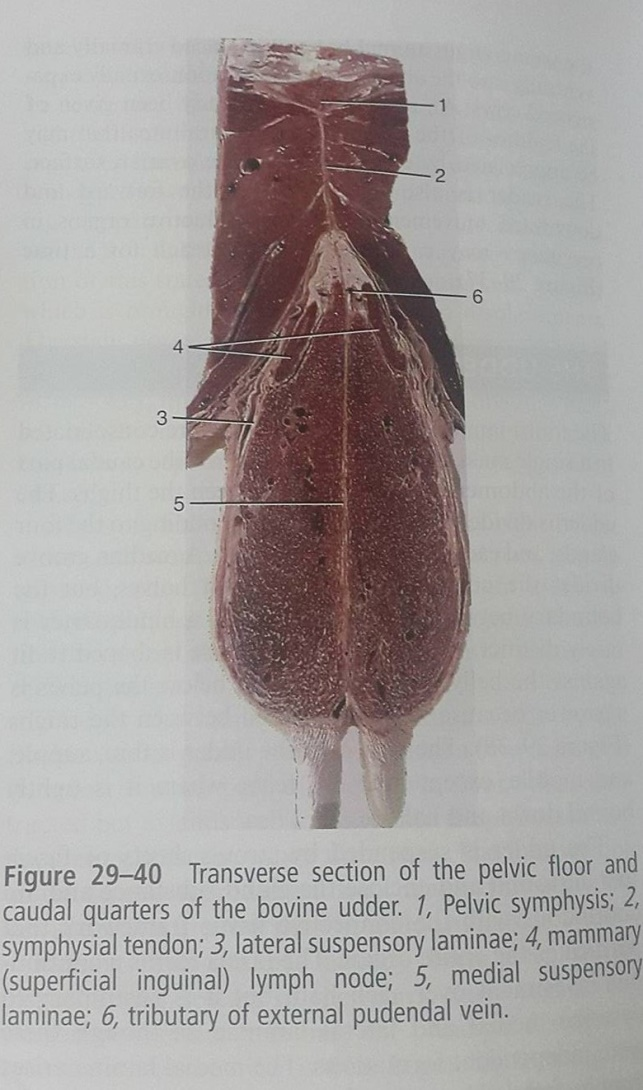 1
2
6
4
3
5
Figure 29–40 Transverse section of the pelvic floor and
caudal quarters of the bovine udder. 1, Pelvic symphysis; 2,
symphysial tendon; 3, lateral suspensory laminae; 4, mammary
(superficial inguinal) lymph node; 5, medial suspensory
laminae; 6, tributary of external pudendal vein.